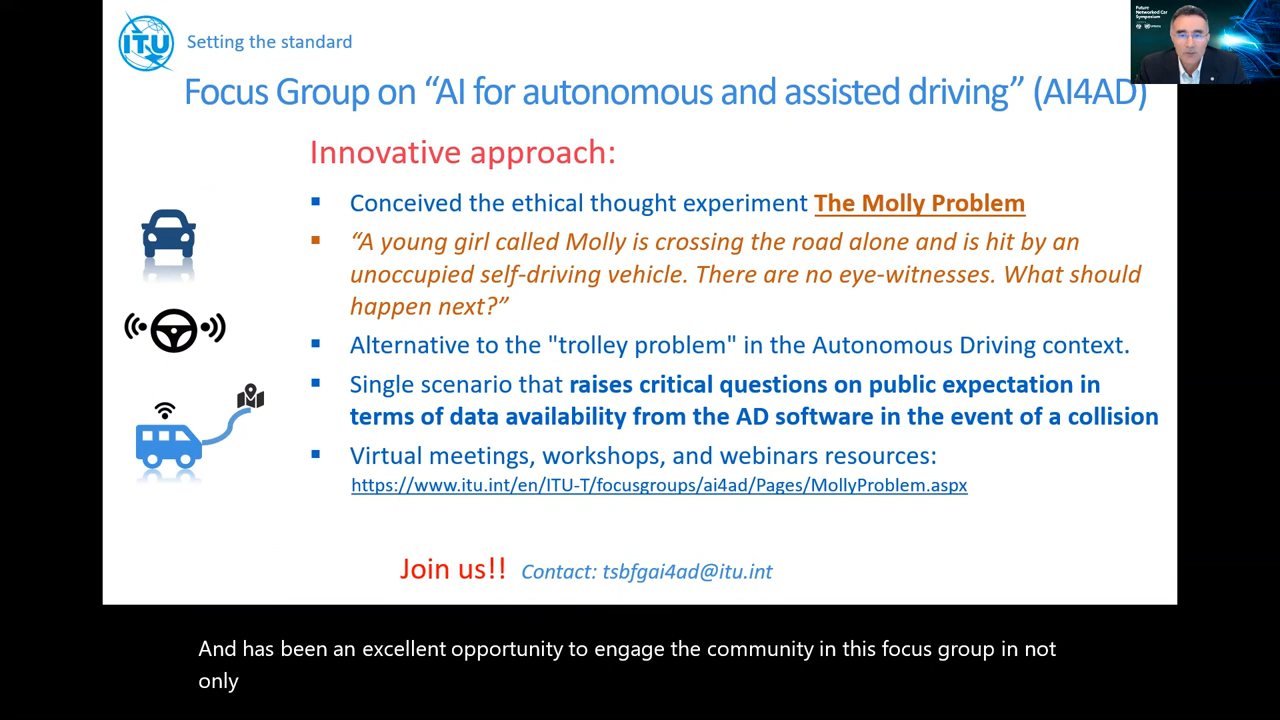 Future
Networked Car
Symposium
ITU
Setting the standard
Focus Group on “AI for autonomous and assisted driving” (AI4AD)
Innovative approach:
▪ Conceived the ethical thought experiment The Molly Problem
▪ “A young girl called Molly is crossing the road alone and is hit by an
unoccupied self-driving vehicle. There are no eye-witnesses. What should
happen next?”
▪ Alternative to the "trolley problem" in the Autonomous Driving context.
▪ Single scenario that raises critical questions on public expectation in
terms of data availability from the AD software in the event of a collision
▪ Virtual meetings, workshops, and webinars resources:
https://www.itu.int/en/ITU-T/focusgroups/ai4ad/Pages/MollyProblem.aspx
Join us!! Contact: tsbfgai4ad@itu.int
And has been an excellent opportunity to engage the community in this focus group in not
only